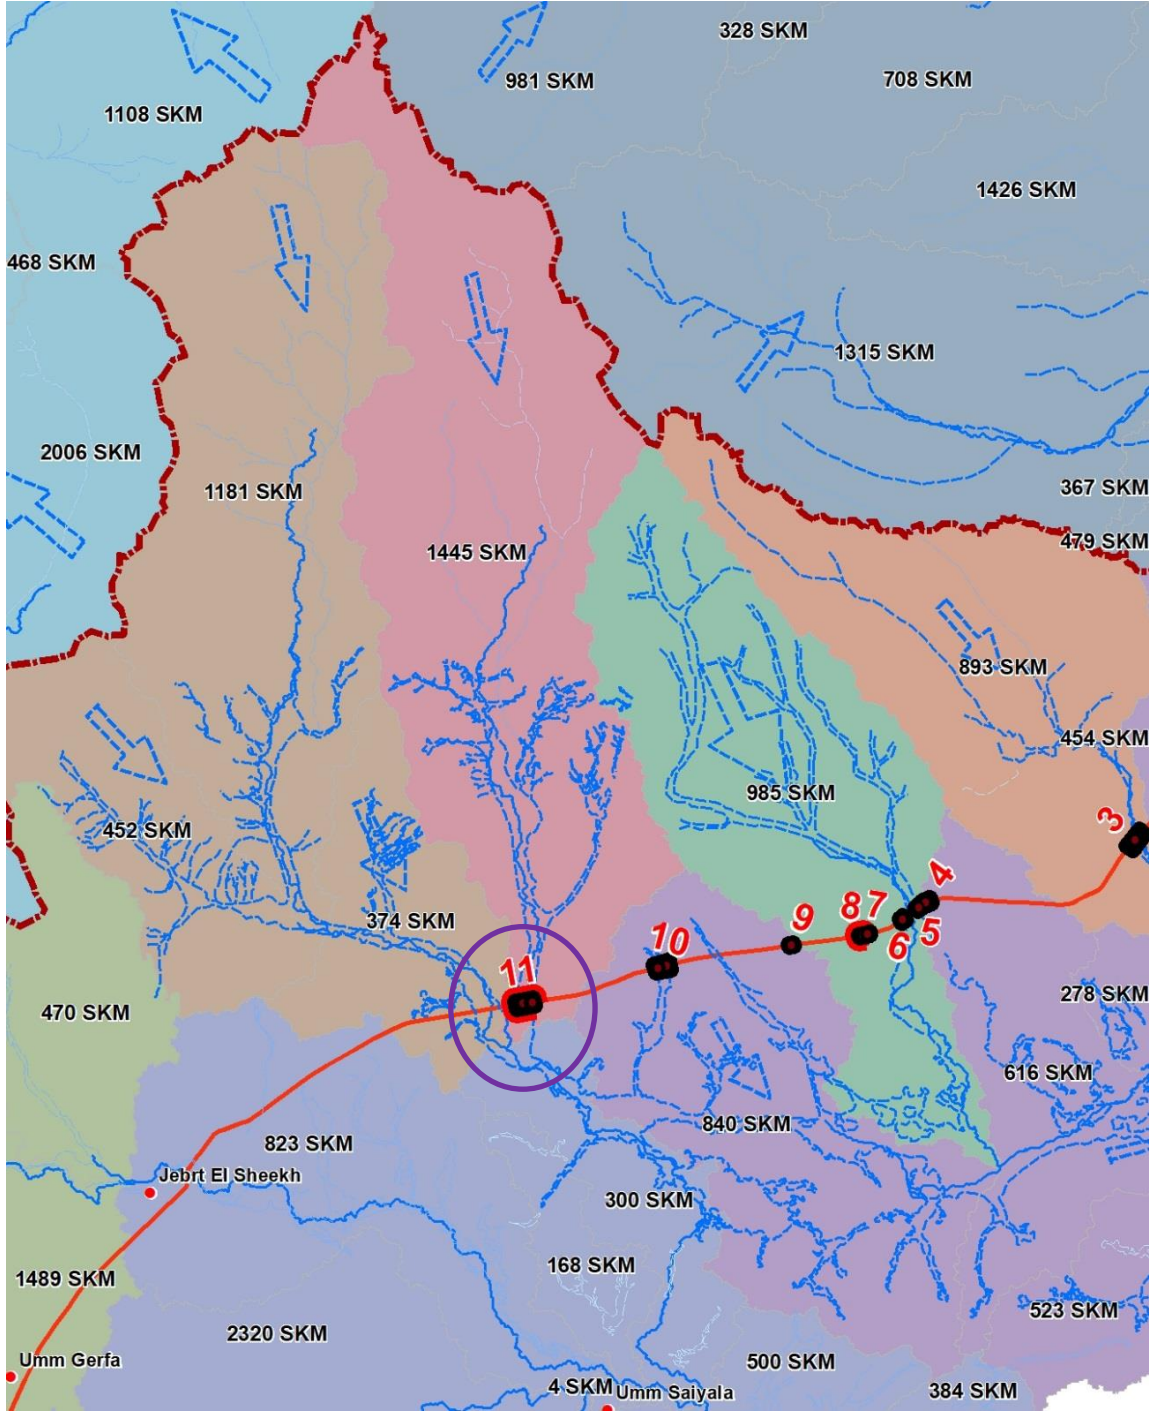 328 SKM
981 SKM
708 SKM
1108 SKM
1426 SKM
468 SKM
1315 SKM
2006 SKM
1181 SKM
367 SKM
479 SKM
1445 SKM
893 SKM
454 SKM
985 SKM
452 SKM
3
374 SKM
4
8
7
9
6
5
10
11
470 SKM
278 SKM
616 SKM
840 SKM
823 SKM
Jebrt El Sheekh
300 SKM
168 SKM
1489 SKM
523 SKM
2320 SKM
Umm Gerfa
500 SKM
4 SKM
Umm Saiyala
384 SKM